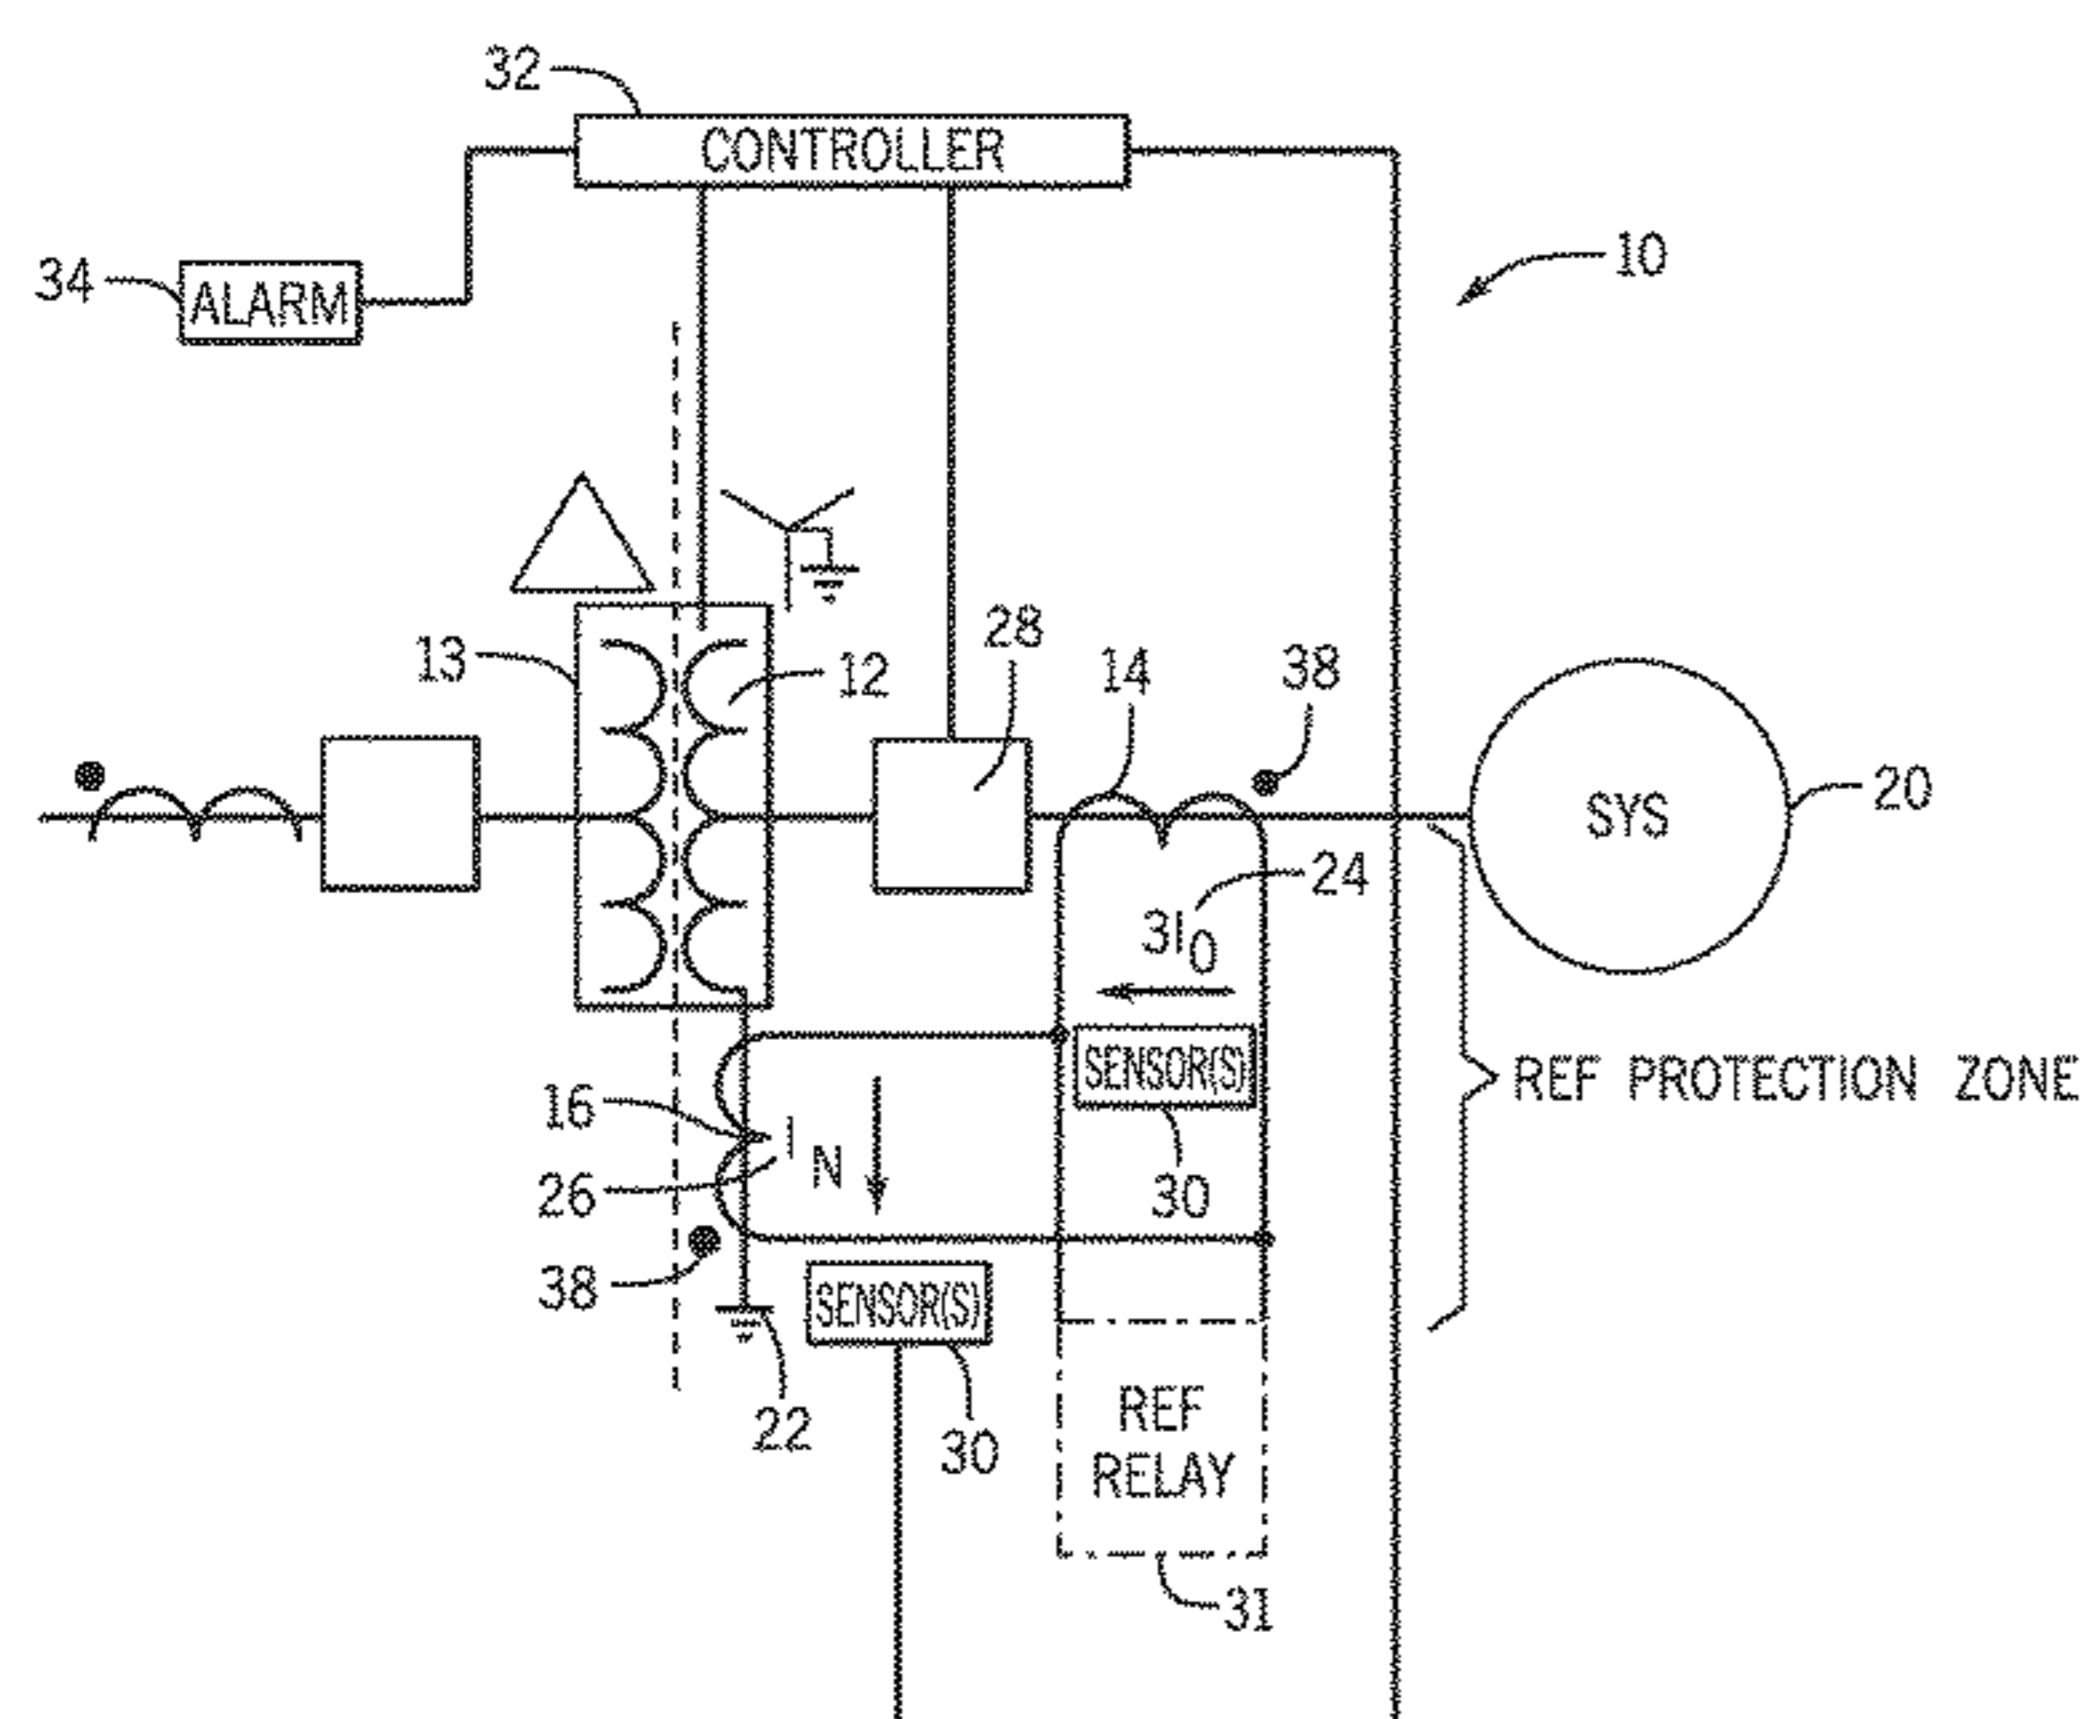 32
CONTROLLER
10
34
ALARM
28
13
12
14
38
SYS
20
24
3I0
SENSOR(S)
REF PROTECTION ZONE
16
IN
26
30
38
SENSOR(S)
22
30
REF
RELAY
31